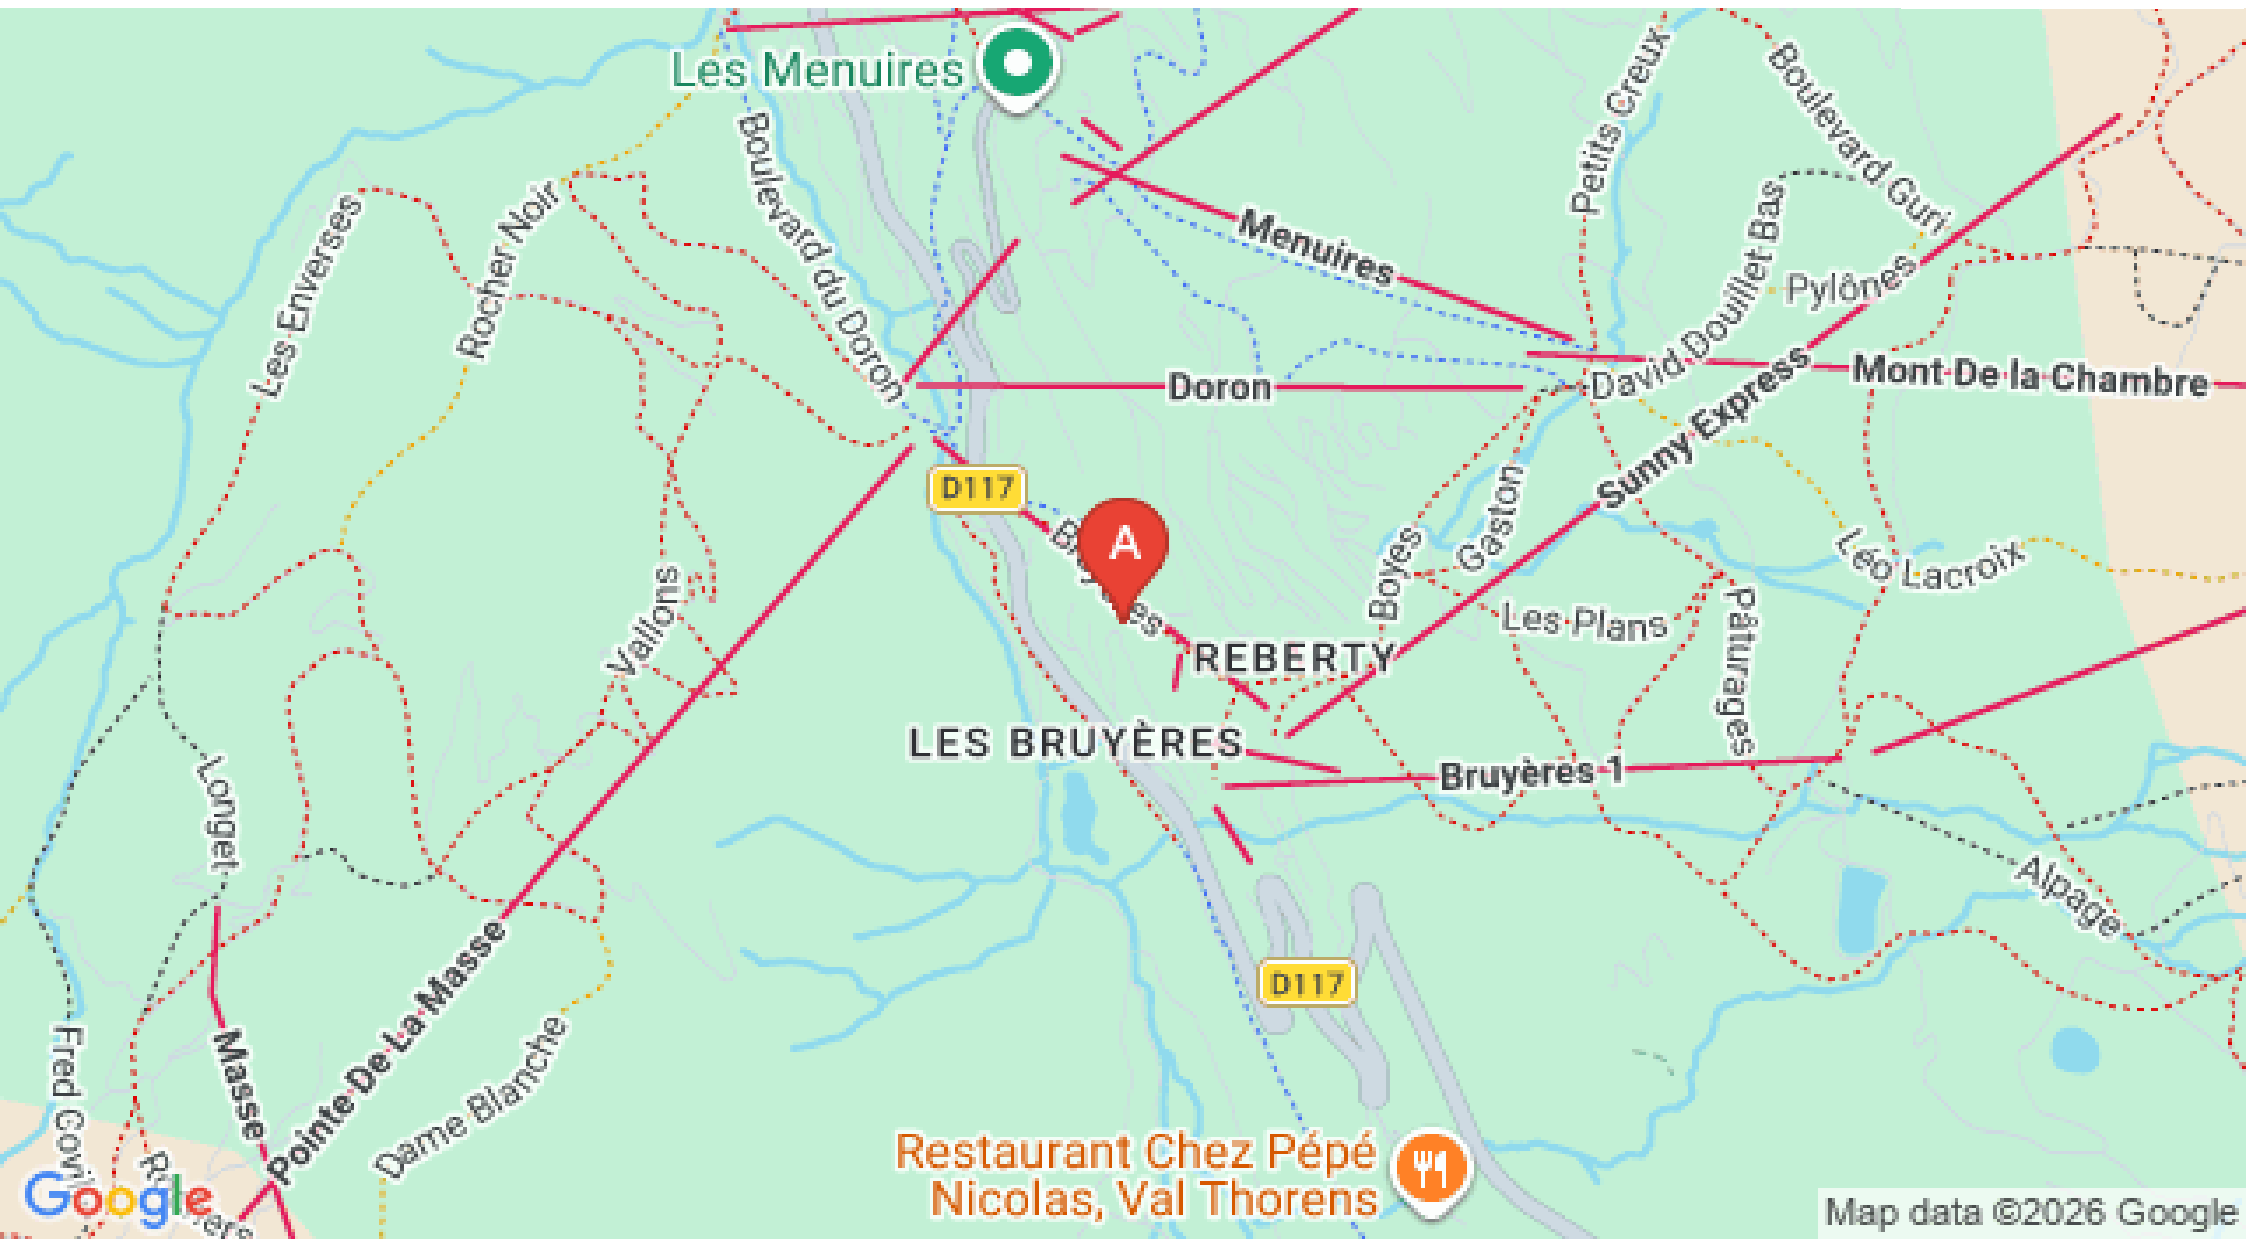 Les Menuires
Petits Creux
Boulevard Guri
Boulevard du Doron
Les Enverses
Rocher Noir
Menuires
David Douillet Bas
Pylônes
Doron
Mont De la Chambre
Sunny Express
D117
Gaston
Boyes
Léo Lacroix
A
Vallons
Les Plans
Pâturages
REBERTY
LES BRUYÈRES
Bruyères 1
Longet
Alpage
D117
Pointe De La Masse
Masse
Dame Blanche
Restaurant Chez Pépé
Nicolas, Val Thorens
Google
Map data ©2026 Google